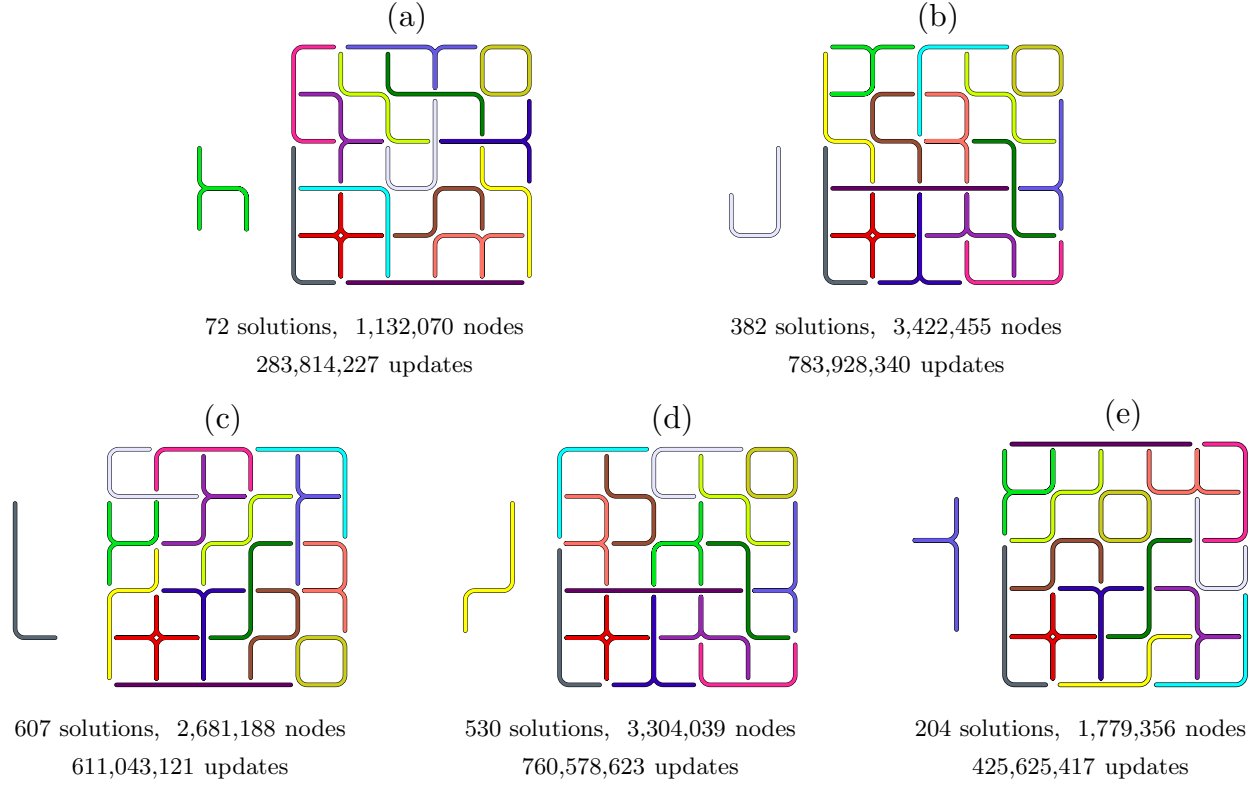 (a)
72 solutions, 1,132,070 nodes
283,814,227 updates
(b)
382 solutions, 3,422,455 nodes
783,928,340 updates
(c)
607 solutions, 2,681,188 nodes
611,043,121 updates
(d)
530 solutions, 3,304,039 nodes
760,578,623 updates
(e)
204 solutions, 1,779,356 nodes
425,625,417 updates